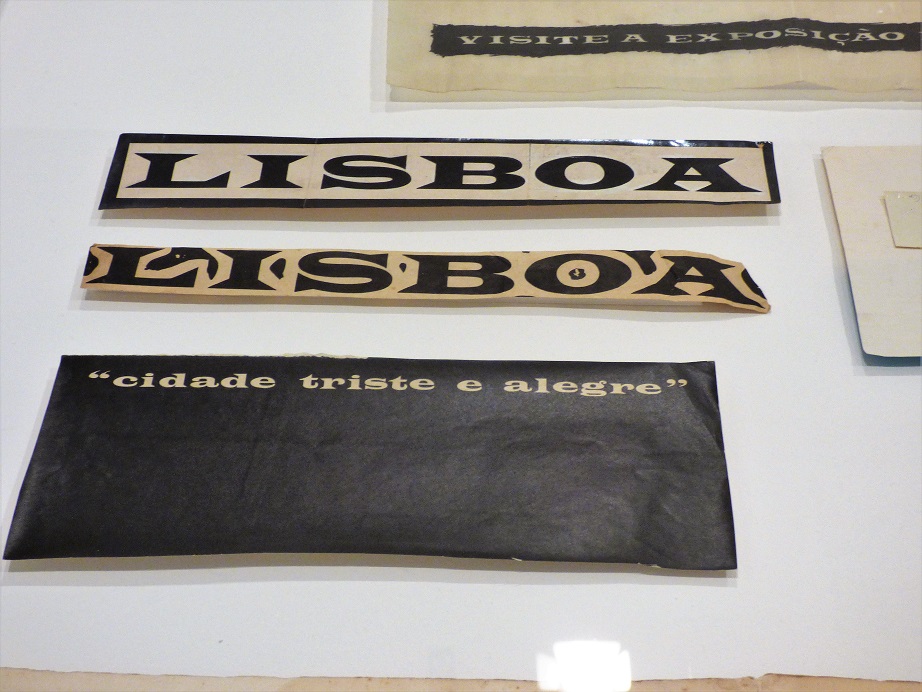 VISITE A EXPOSIÇÃO
LISBOA
LISBOA
“cidade triste e alegre”